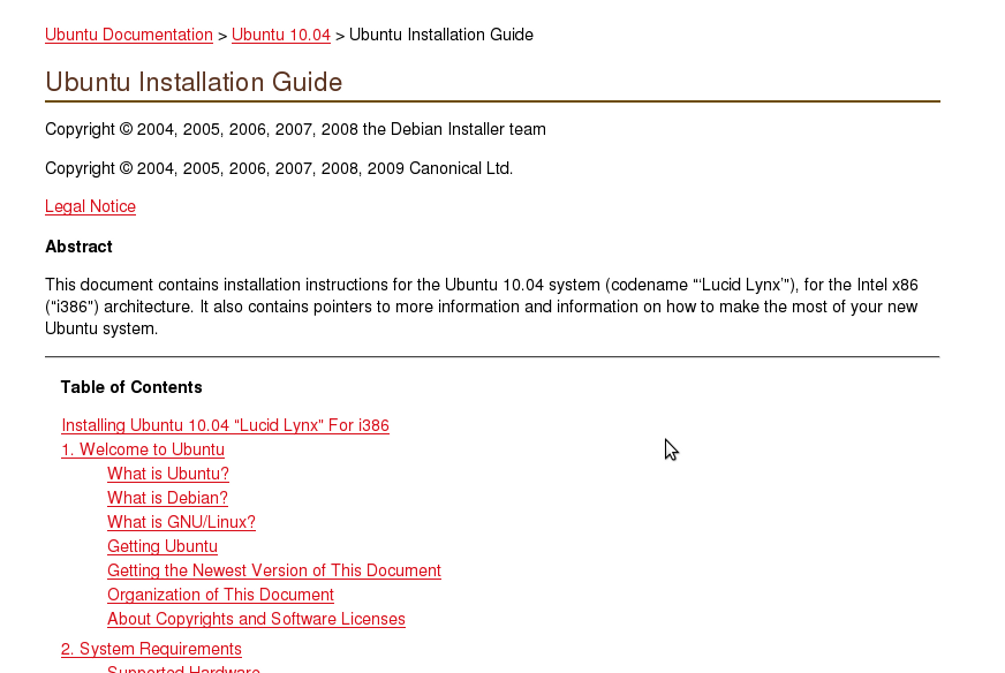 Ubuntu Documentation > Ubuntu 10.04 > Ubuntu Installation Guide
Ubuntu Installation Guide
Copyright © 2004, 2005, 2006, 2007, 2008 the Debian Installer team
Copyright © 2004, 2005, 2006, 2007, 2008, 2009 Canonical Ltd.
Legal Notice
Abstract
This document contains installation instructions for the Ubuntu 10.04 system (codename “‘Lucid Lynx’”), for the Intel x86
(“i386”) architecture. It also contains pointers to more information and information on how to make the most of your new
Ubuntu system.
Table of Contents
Installing Ubuntu 10.04 “Lucid Lynx” For i386
1. Welcome to Ubuntu
What is Ubuntu?
What is Debian?
What is GNU/Linux?
Getting Ubuntu
Getting the Newest Version of This Document
Organization of This Document
About Copyrights and Software Licenses
2. System Requirements
Supported Hardware